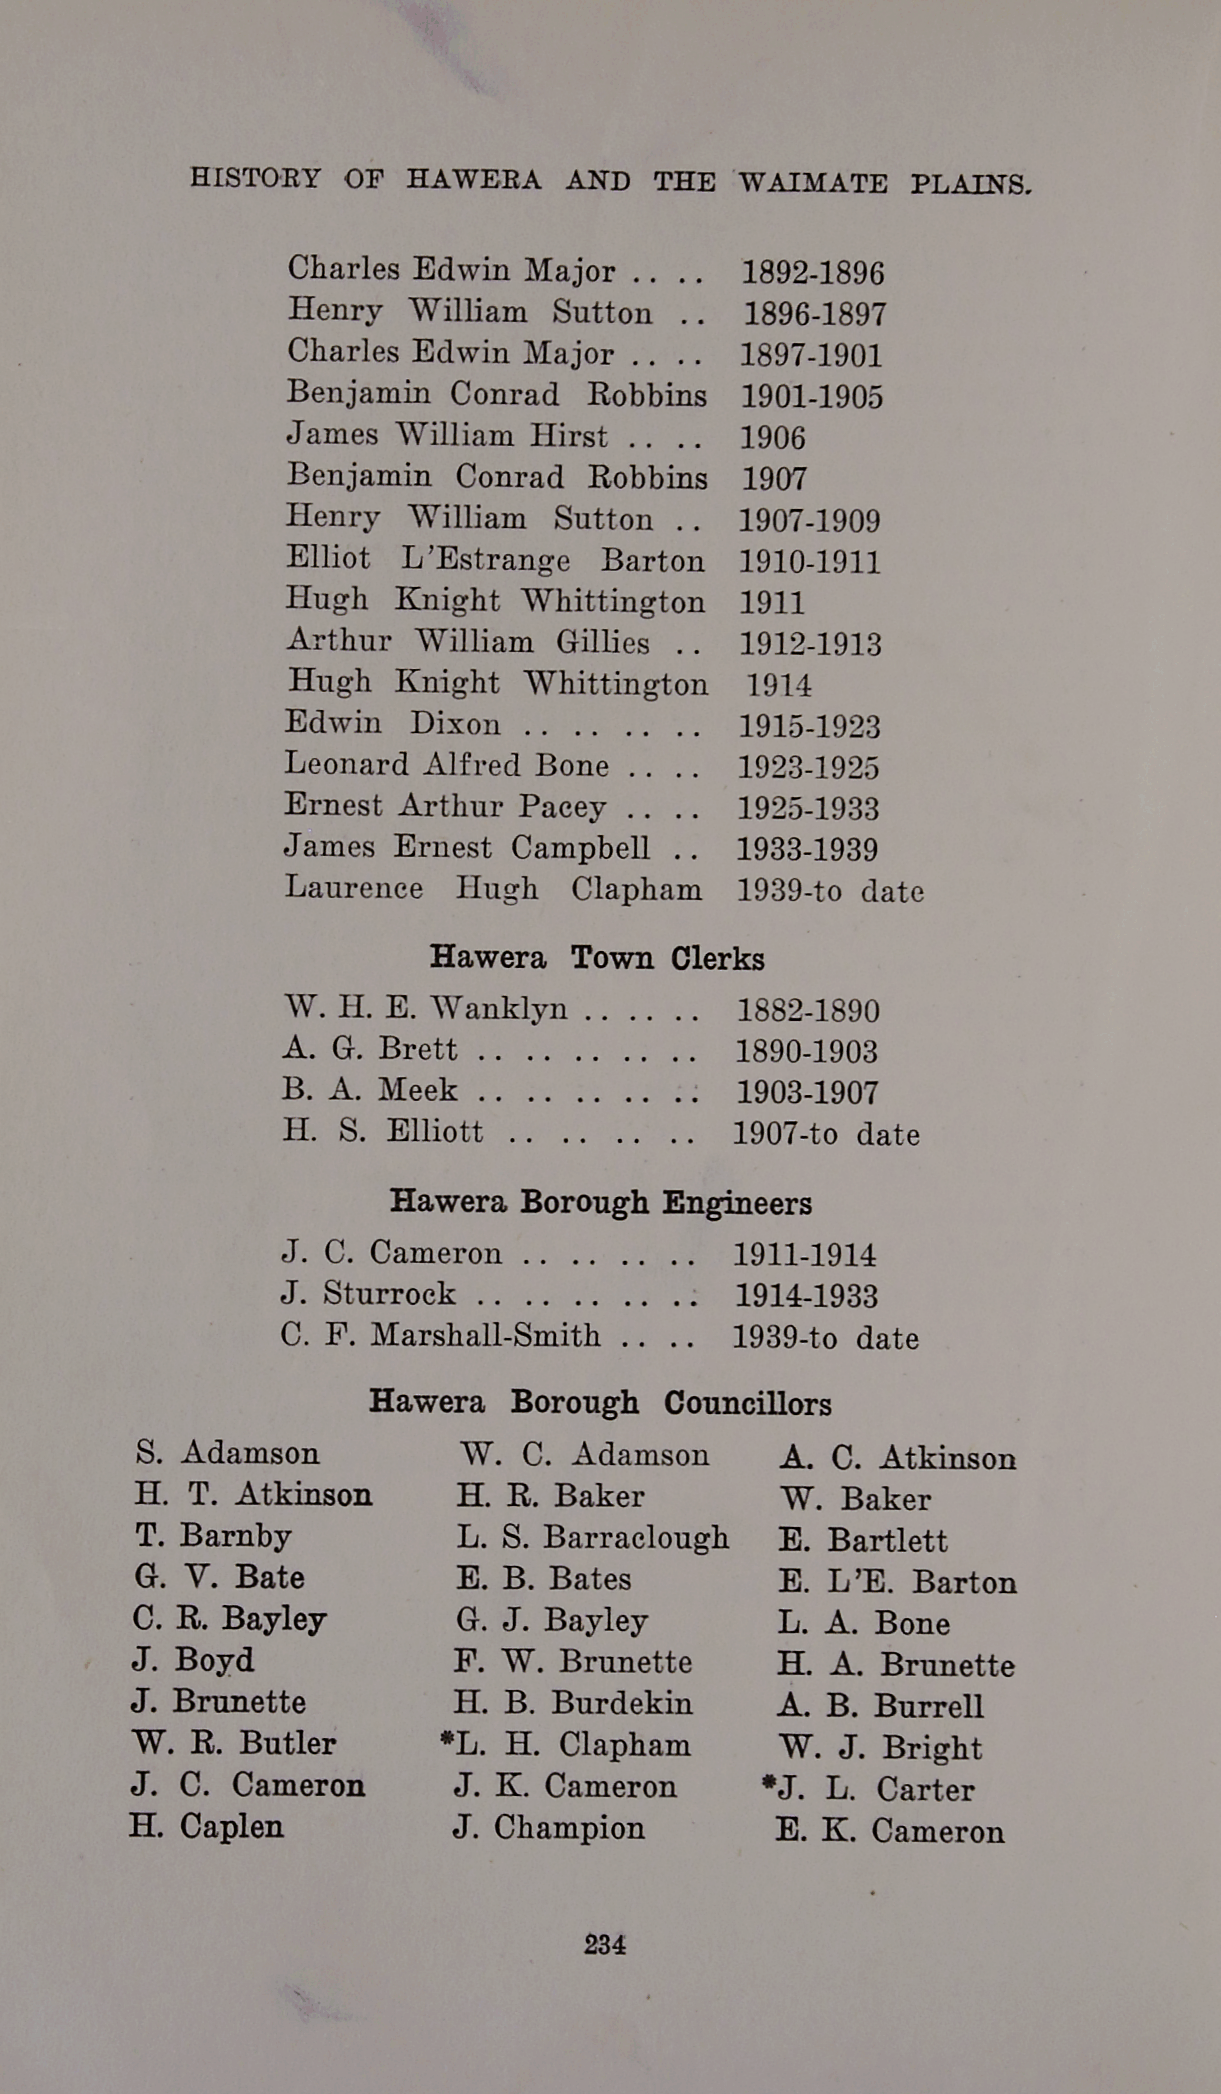 HISTORY OF HAWERA AND THE WAIMATE PLAINS.
Charles Edwin Major .. .. 1892-1896
Henry William Sutton .. 1896-1897
Charles Edwin Major .. .. 1897-1901
Benjamin Conrad Robbins 1901-1905
James William Hirst .. .. 1906
Benjamin Conrad Robbins 1907
Henry William Sutton .. 1907-1909
Elliot L'Estrange Barton 1910-1911
Hugh Knight Whittington 1911
Arthur William Gillies .. 1912-1913
Hugh Knight Whittington 1914
Edwin Dixon .. .. .. .. 1915-1923
Leonard Alfred Bone .. .. 1923-1925
Ernest Arthur Pacey .. .. 1925-1933
James Ernest Campbell .. 1933-1939
Laurence Hugh Clapham 1939-to date
Hawera Town Clerks
W. H. E. Wanklyn .. .. .. 1882-1890
A. G. Brett .. .. .. .. .. 1890-1903
B. A. Meek .. .. .. .. .. 1903-1907
H. S. Elliott .. .. .. .. 1907-to date
Hawera Borough Engineers
J. C. Cameron .. .. .. .. 1911-1914
J. Sturrock .. .. .. .. .. 1914-1933
C. F. Marshall-Smith .. .. 1939-to date
Hawera Borough Councillors
S. Adamson W. C. Adamson A. C. Atkinson
H. T. Atkinson H. R. Baker W. Baker
T. Barnby L. S. Barraclough E. Bartlett
G. V. Bate E. B. Bates E. L'E. Barton
C. R. Bayley G. J. Bayley L. A. Bone
J. Boyd F. W. Brunette H. A. Brunette
J. Brunette H. B. Burdekin A. B. Burrell
W. R. Butler *L. H. Clapham W. J. Bright
J. C. Cameron J. K. Cameron *J. L. Carter
H. Caplen J. Champion E. K. Cameron
234